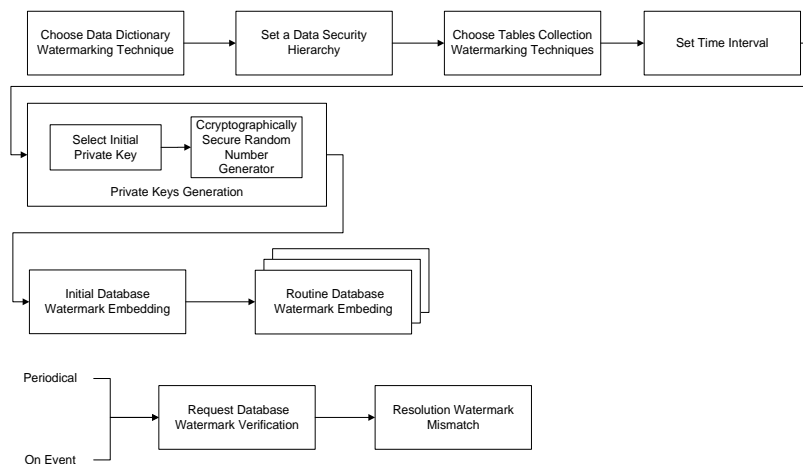 Choose Data Dictionary
Watermarking Technique
Set a Data Security
Hierarchy
Choose Tables Collection
Watermarking Techniques
Set Time Interval
Select Initial
Private Key
Ccryptographically
Secure Random
Number
Generator
Private Keys Generation
Initial Database
Watermark Embedding
Routine Database
Watermark Embeding
Periodical
On Event
Request Database
Watermark Verification
Resolution Watermark
Mismatch